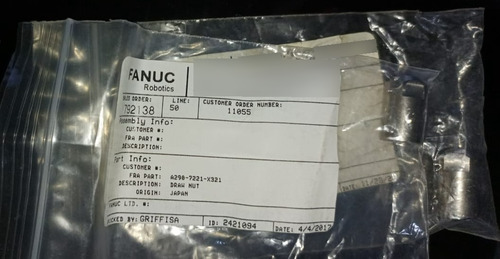 FANUC
Robotics
ORDER: LINE: CUSTOMER ORDER NUMBER:
792138 50 11055
Assembly Info:
CUSTOMER #:
FRA PART #:
DESCRIPTION:
Part Info:
CUSTOMER #:
FRA PART: A290-7221-X321
DESCRIPTION: DRAW NUT
ORIGIN: JAPAN
FANUC LTD. #:
PICKED BY: GRIFFISA ID: 2421094 DATE: 4/4/2012